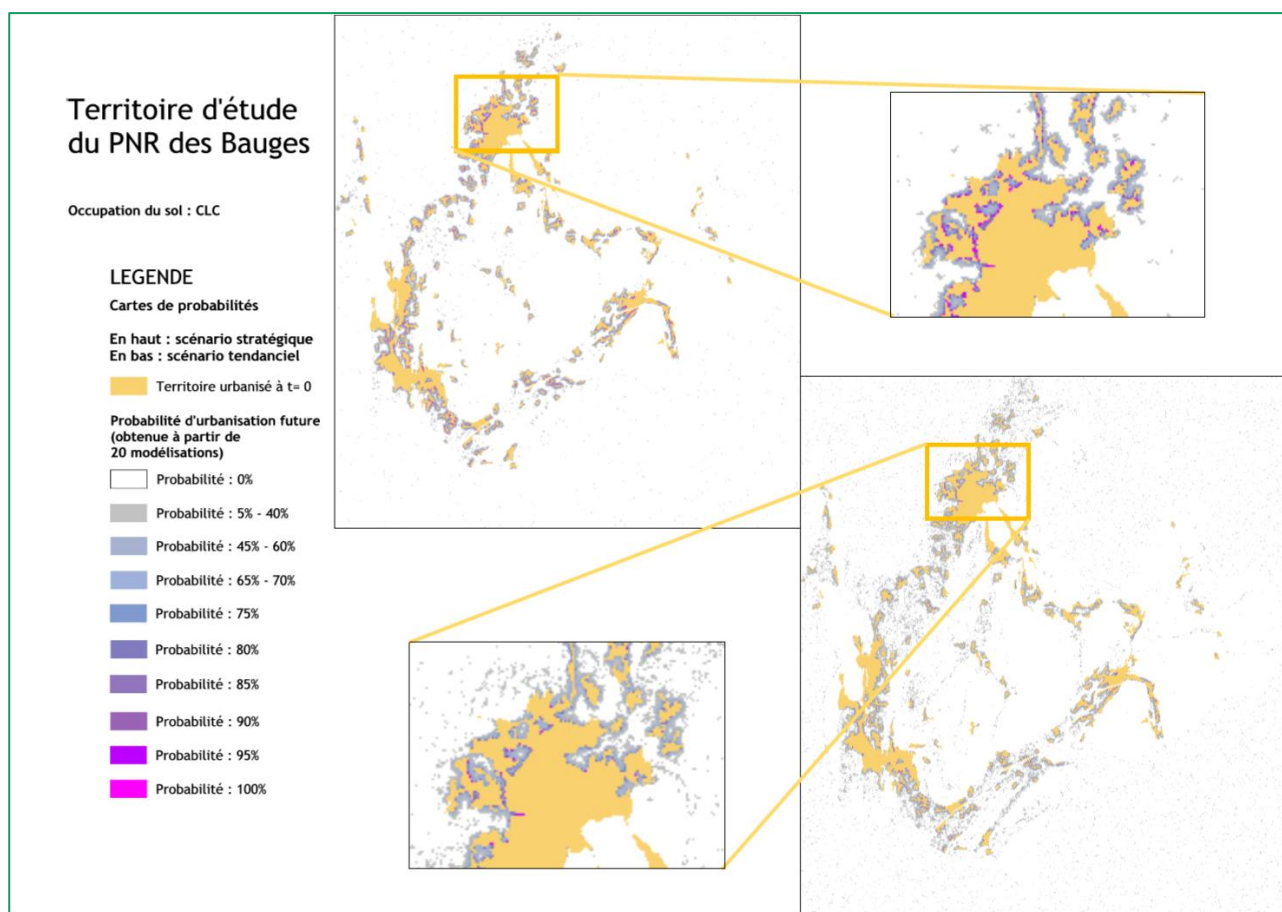 Territoire d'étude
du PNR des Bauges
Occupation du sol : CLC
LEGENDE
Cartes de probabilités
En haut : scénario stratégique
En bas : scénario tendanciel
Territoire urbanisé à t= 0
Probabilité d'urbanisation future
(obtenue à partir de
20 modélisations)
Probabilité : 0%
Probabilité : 5% - 40%
Probabilité : 45% - 60%
Probabilité : 65% - 70%
Probabilité : 75%
Probabilité : 80%
Probabilité : 85%
Probabilité : 90%
Probabilité : 95%
Probabilité : 100%